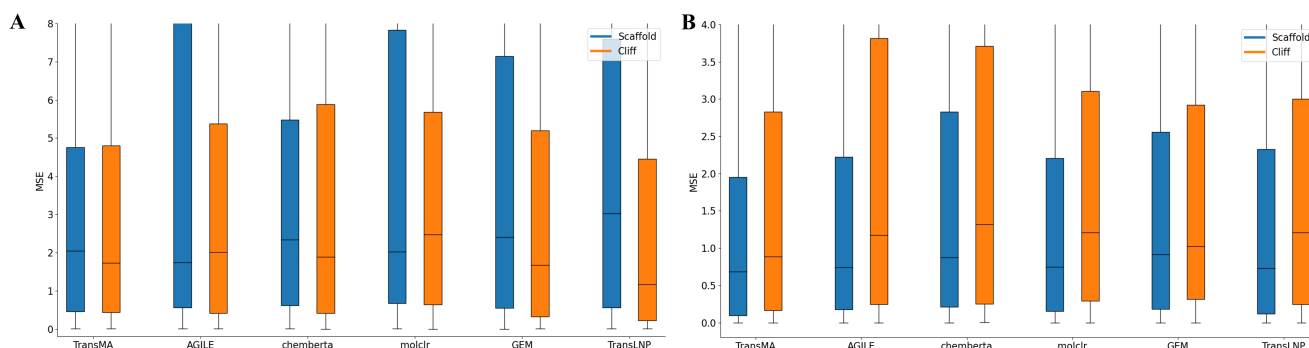 A
8
7
6
5
4
3
2
1
0
MSE
Scaffold
Cliff
TransMA
AGILE
chemberta
molclr
GEM
TransLNP
B
4.0
3.5
3.0
2.5
2.0
1.5
1.0
0.5
0.0
MSE
Scaffold
Cliff
TransMA
AGILE
chemberta
molclr
GEM
TransLNP